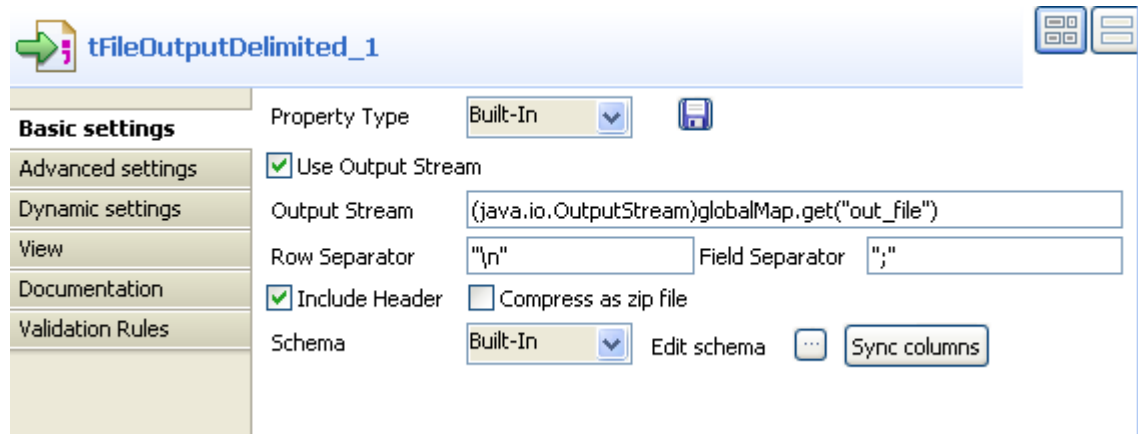 tFileOutputDelimited_1
Basic settings
Advanced settings
Dynamic settings
View
Documentation
Validation Rules
Property Type Built-In
Use Output Stream
Output Stream (java.io.OutputStream)globalMap.get("out_file")
Row Separator "\n" Field Separator ";"
Include Header Compress as zip file
Schema Built-In Edit schema ... Sync columns